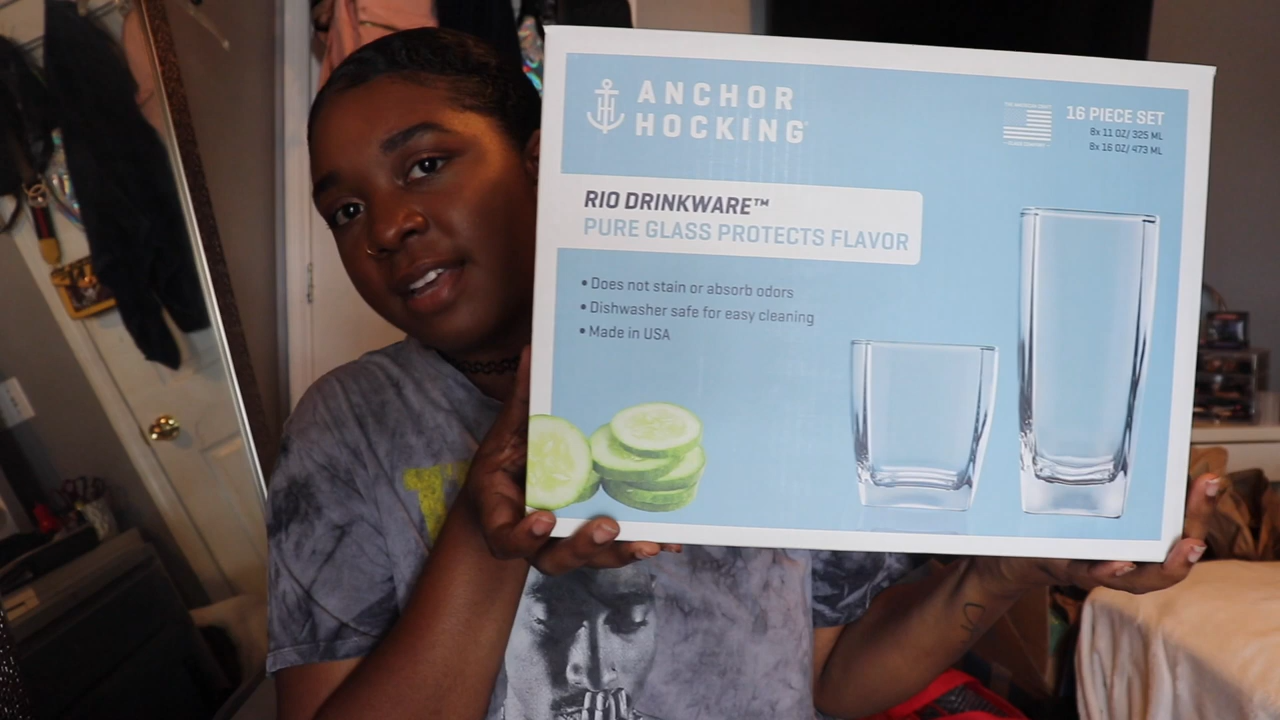 ANCHOR
HOCKING
16 PIECE SET
8x 11 OZ/ 325 ML
8x 16 OZ/ 473 ML
RIO DRINKWARE™
PURE GLASS PROTECTS FLAVOR
• Does not stain or absorb odors
• Dishwasher safe for easy cleaning
• Made in USA